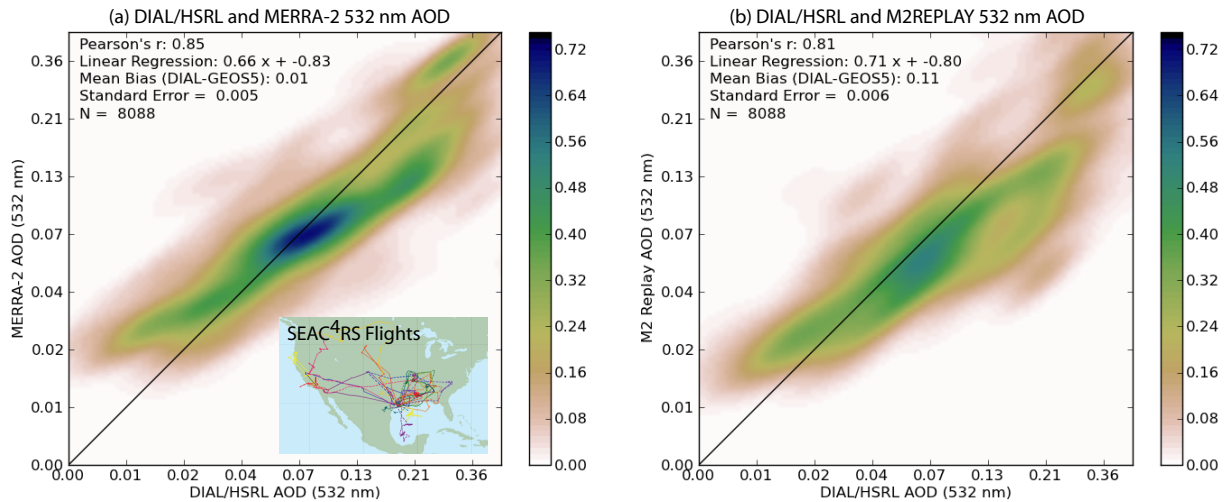 (a) DIAL/HSRL and MERRA-2 532 nm AOD
Pearson's r: 0.85
Linear Regression: 0.66 x + -0.83
Mean Bias (DIAL-GEOS5): 0.01
Standard Error = 0.005
N = 8088
MERRA-2 AOD (532 nm)
0.36
0.21
0.13
0.07
0.04
0.02
0.01
0.00
SEAC4RS Flights
0.00 0.01 0.02 0.04 0.07 0.13 0.21 0.36
DIAL/HSRL AOD (532 nm)
0.72
0.64
0.56
0.48
0.40
0.32
0.24
0.16
0.08
0.00
(b) DIAL/HSRL and M2REPLAY 532 nm AOD
Pearson's r: 0.81
Linear Regression: 0.71 x + -0.80
Mean Bias (DIAL-GEOS5): 0.11
Standard Error = 0.006
N = 8088
M2 Replay AOD (532 nm)
0.36
0.21
0.13
0.07
0.04
0.02
0.01
0.00
0.00 0.01 0.02 0.04 0.07 0.13 0.21 0.36
DIAL/HSRL AOD (532 nm)
0.72
0.64
0.56
0.48
0.40
0.32
0.24
0.16
0.08
0.00